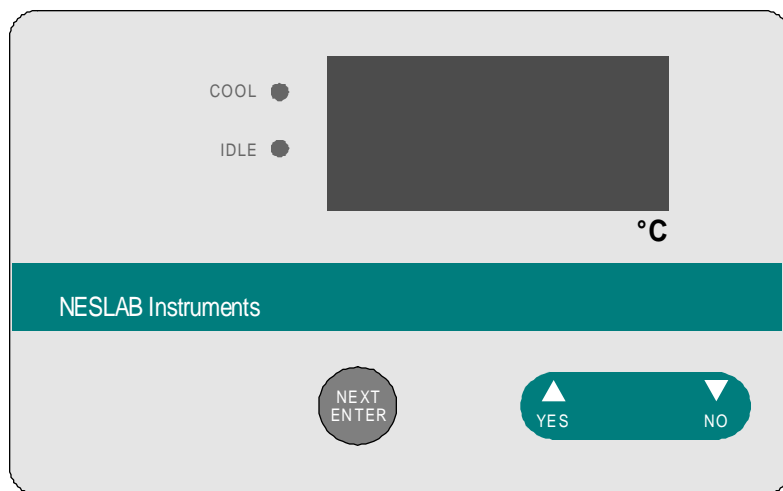 COOL
IDLE
°C
NESLAB Instruments
NEXT
ENTER
YES
NO